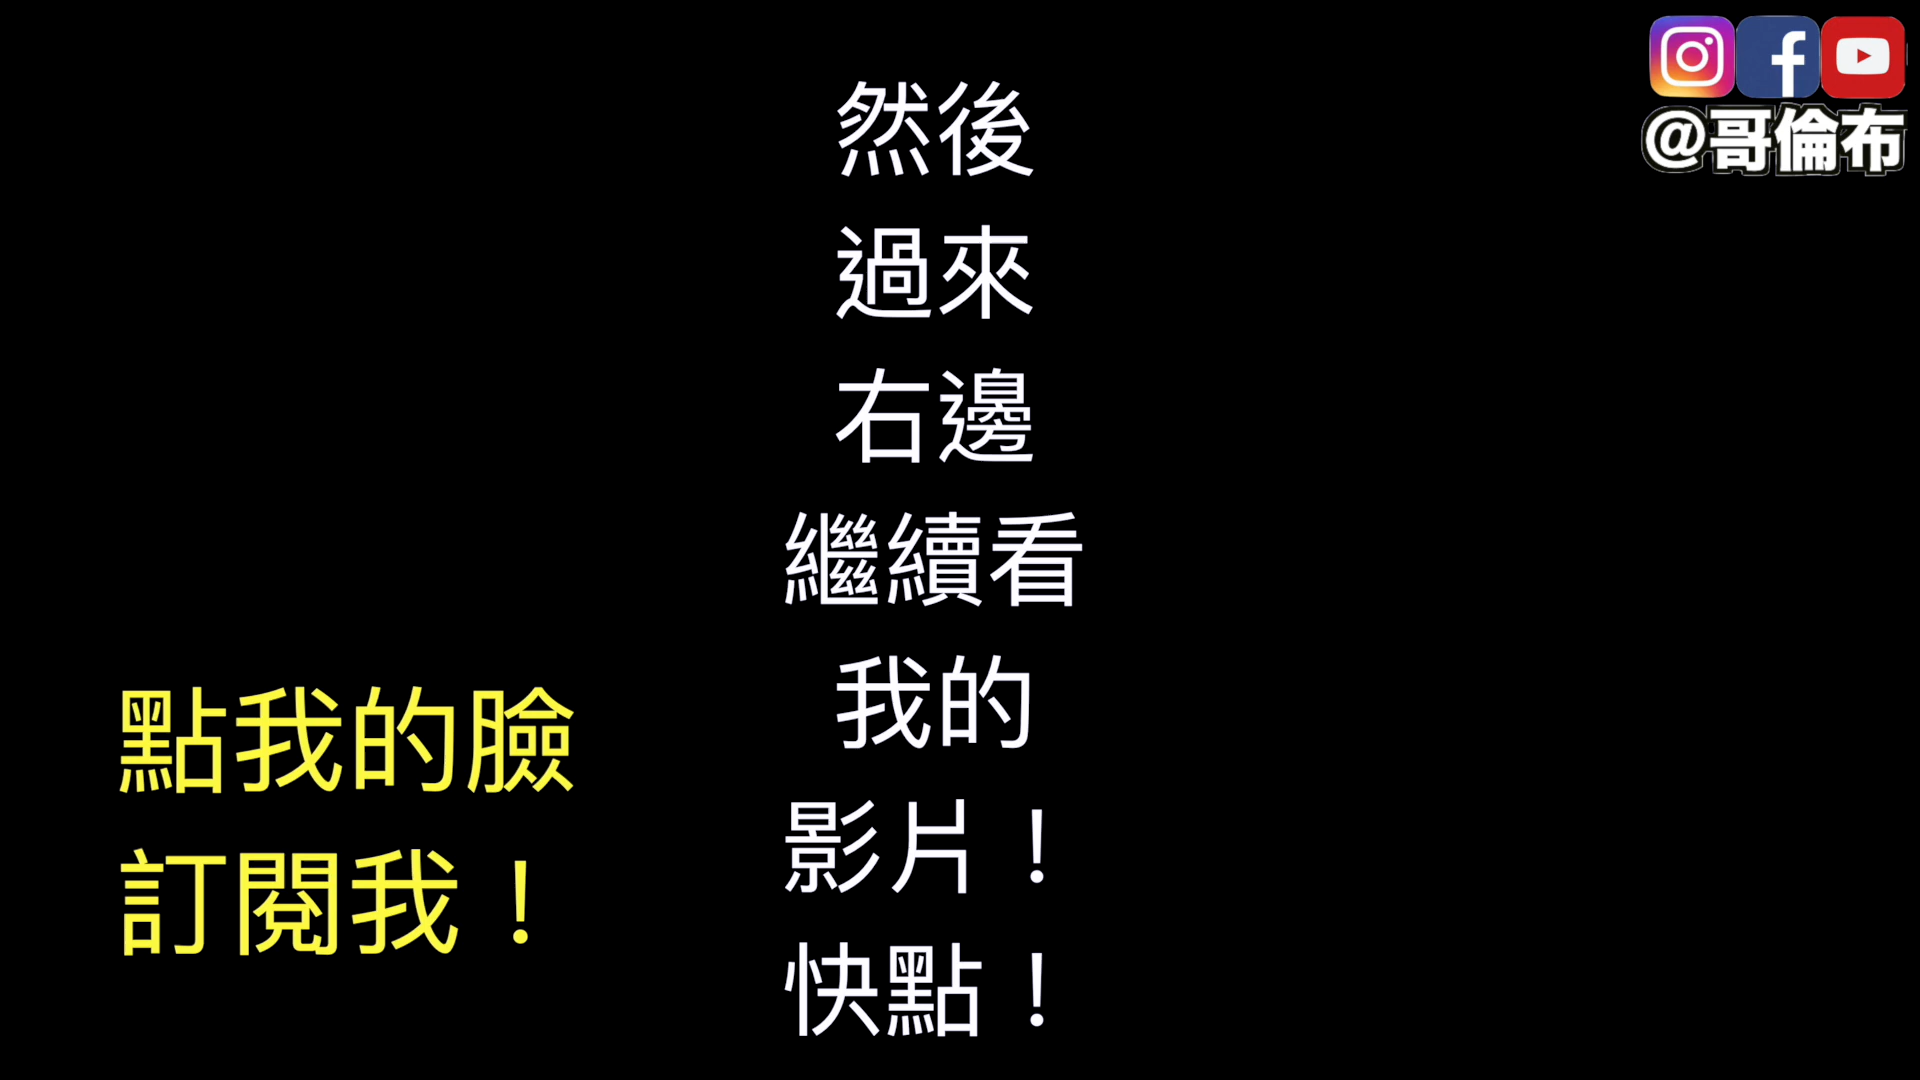 @哥倫布
點我的臉
訂閱我！
然後
過來
右邊
繼續看
我的
影片！
快點！